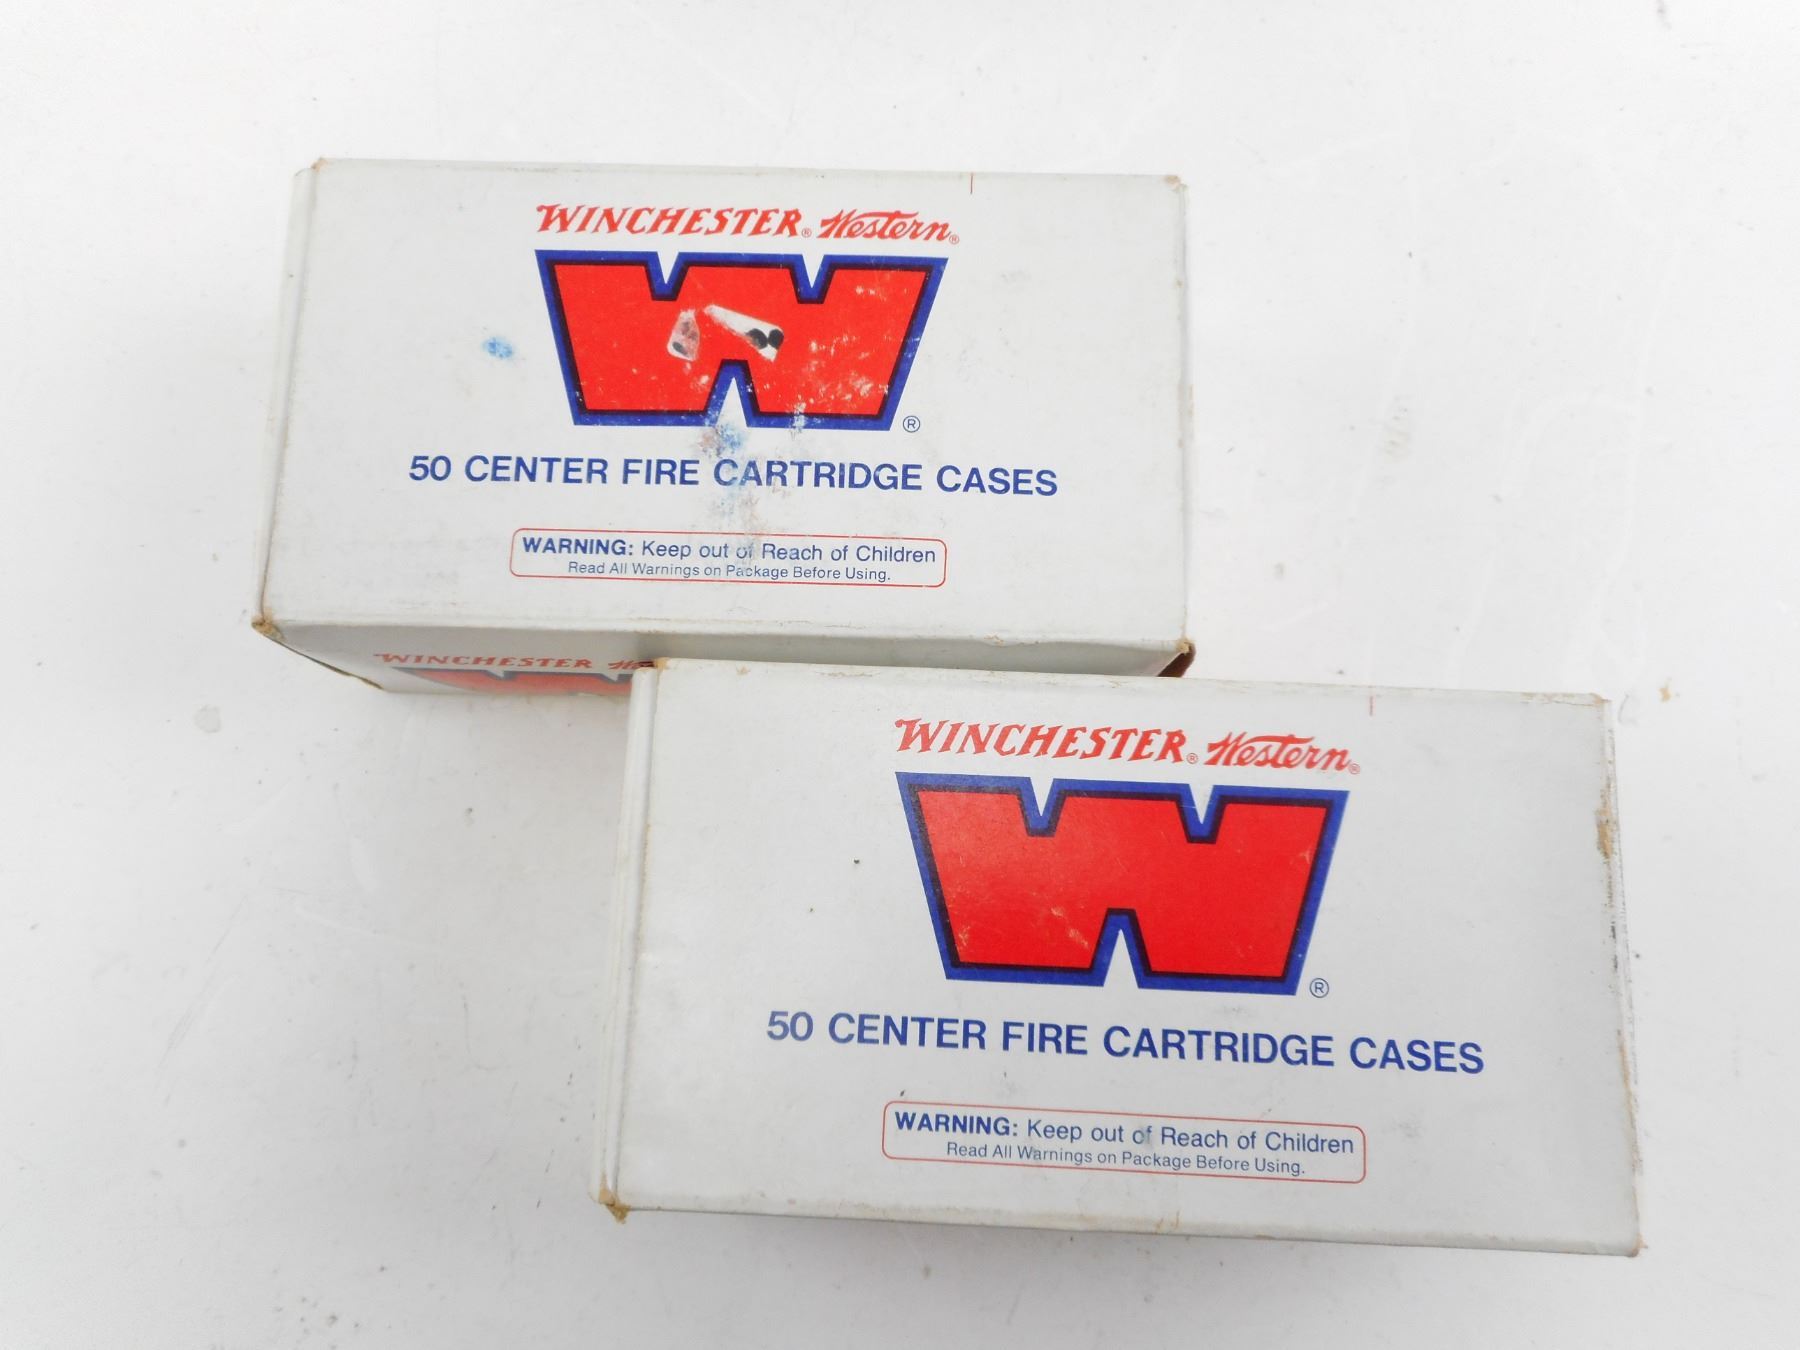 WINCHESTER® Western®
W®
50 CENTER FIRE CARTRIDGE CASES
WARNING: Keep out of Reach of Children
Read All Warnings on Package Before Using.
WINCHESTER
WINCHESTER® Western®
W®
50 CENTER FIRE CARTRIDGE CASES
WARNING: Keep out of Reach of Children
Read All Warnings on Package Before Using.